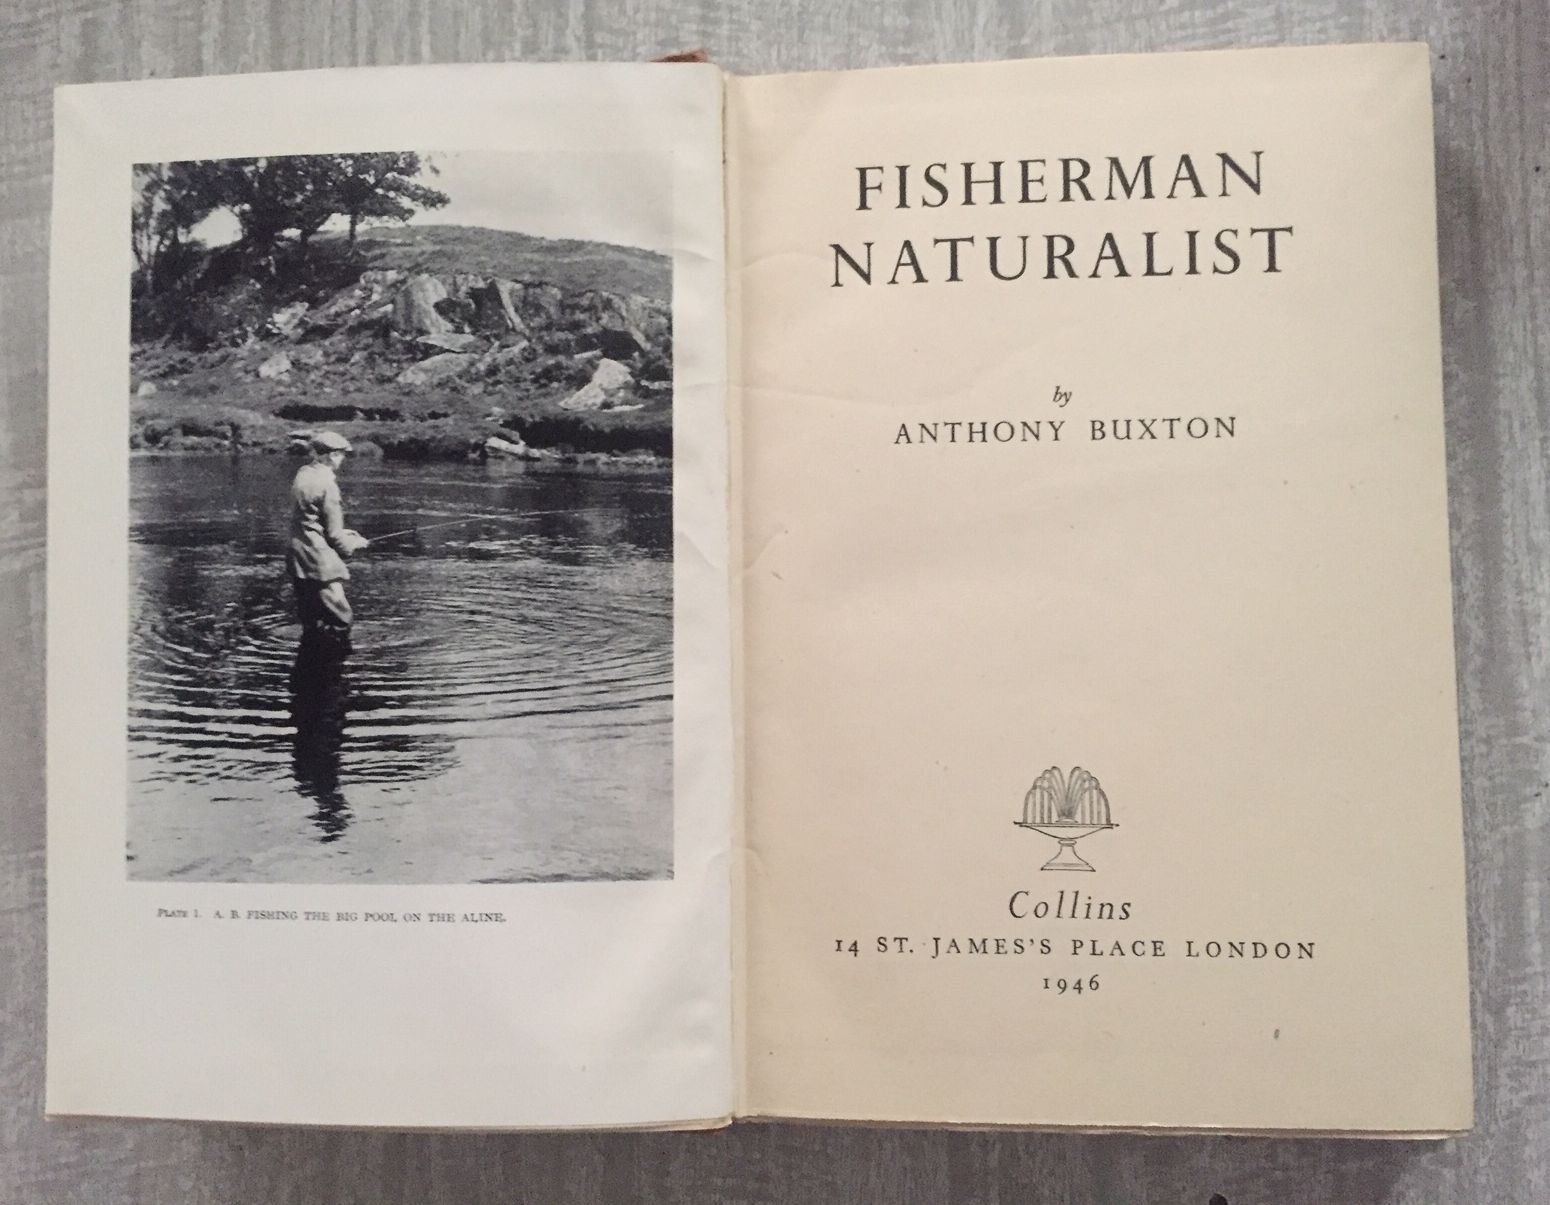 PLATE 1. A. B. FISHING THE BIG POOL ON THE ALINE.
FISHERMAN
NATURALIST
by
ANTHONY BUXTON
Collins
14 ST. JAMES'S PLACE LONDON
1946